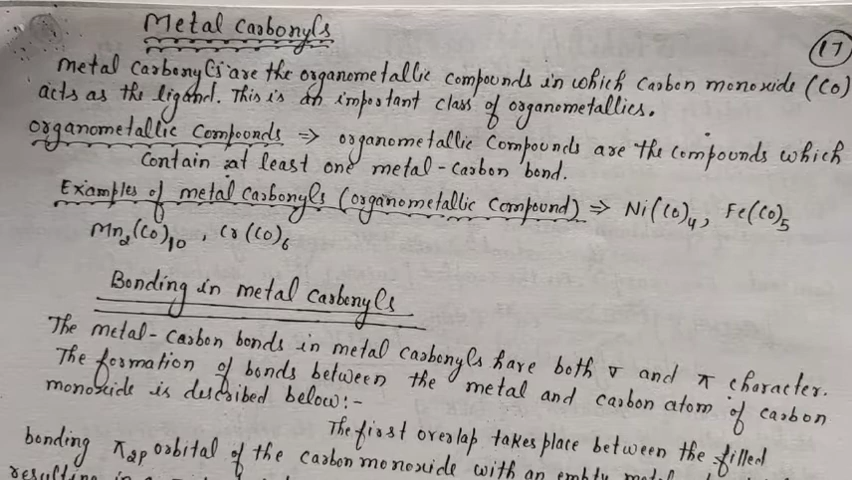 Metal Carbonyls
17
Metal Carbonyls are the organometallic compounds in which Carbon monoxide (CO)
acts as the ligand. This is an important class of organometallics.
organometallic Compounds ⇒ organometallic Compounds are the compounds which
Contain at least one metal-Carbon bond.
Examples of metal Carbonyls (organometallic Compound) ⇒ Ni(CO)4, Fe(CO)5
Mn2(CO)10, Cr(CO)6
Bonding in metal Carbonyls
The metal-Carbon bonds in metal Carbonyls have both σ and π character.
The formation of bonds between the metal and carbon atom of carbon
monoxide is described below:-
The first overlap takes place between the filled
bonding π2p orbital of the carbon monoxide with an empty metal
resulting in a